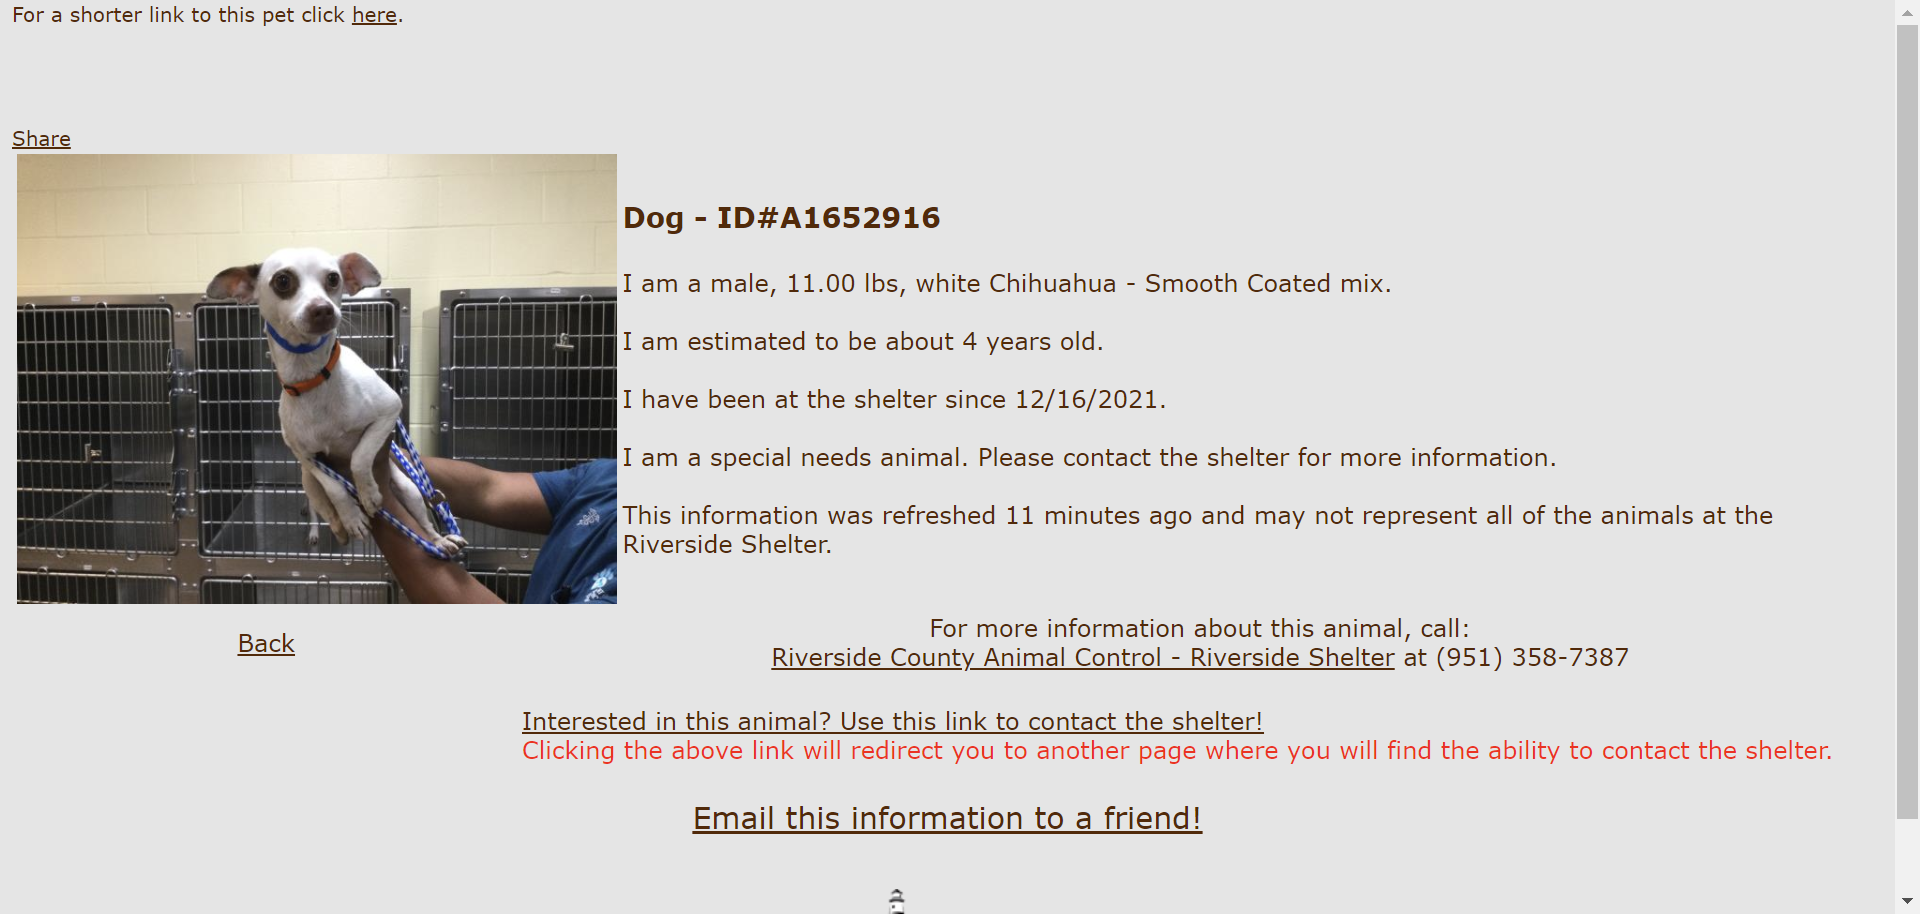 For a shorter link to this pet click here.
Share
Dog - ID#A1652916
I am a male, 11.00 lbs, white Chihuahua - Smooth Coated mix.
I am estimated to be about 4 years old.
I have been at the shelter since 12/16/2021.
I am a special needs animal. Please contact the shelter for more information.
This information was refreshed 11 minutes ago and may not represent all of the animals at the
Riverside Shelter.
Back
For more information about this animal, call:
Riverside County Animal Control - Riverside Shelter at (951) 358-7387
Interested in this animal? Use this link to contact the shelter!
Clicking the above link will redirect you to another page where you will find the ability to contact the shelter.
Email this information to a friend!